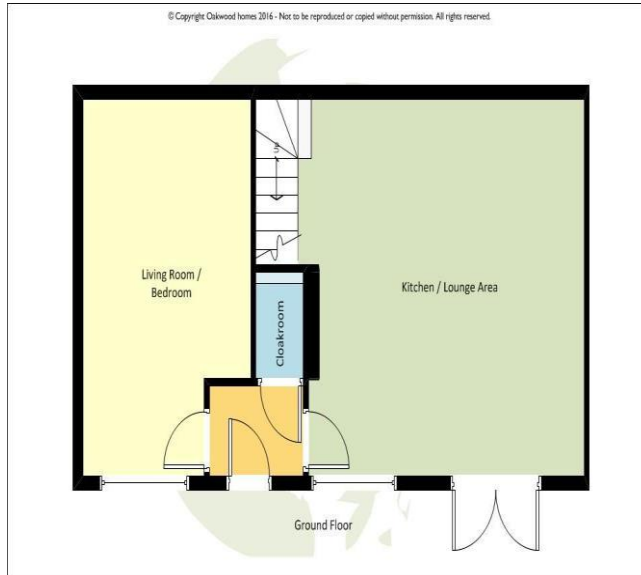 © Copyright Oakwood homes 2016 - Not to be reproduced or copied without permission. All rights reserved.
Living Room /
Bedroom
Kitchen / Lounge Area
Cloakroom
Ground Floor